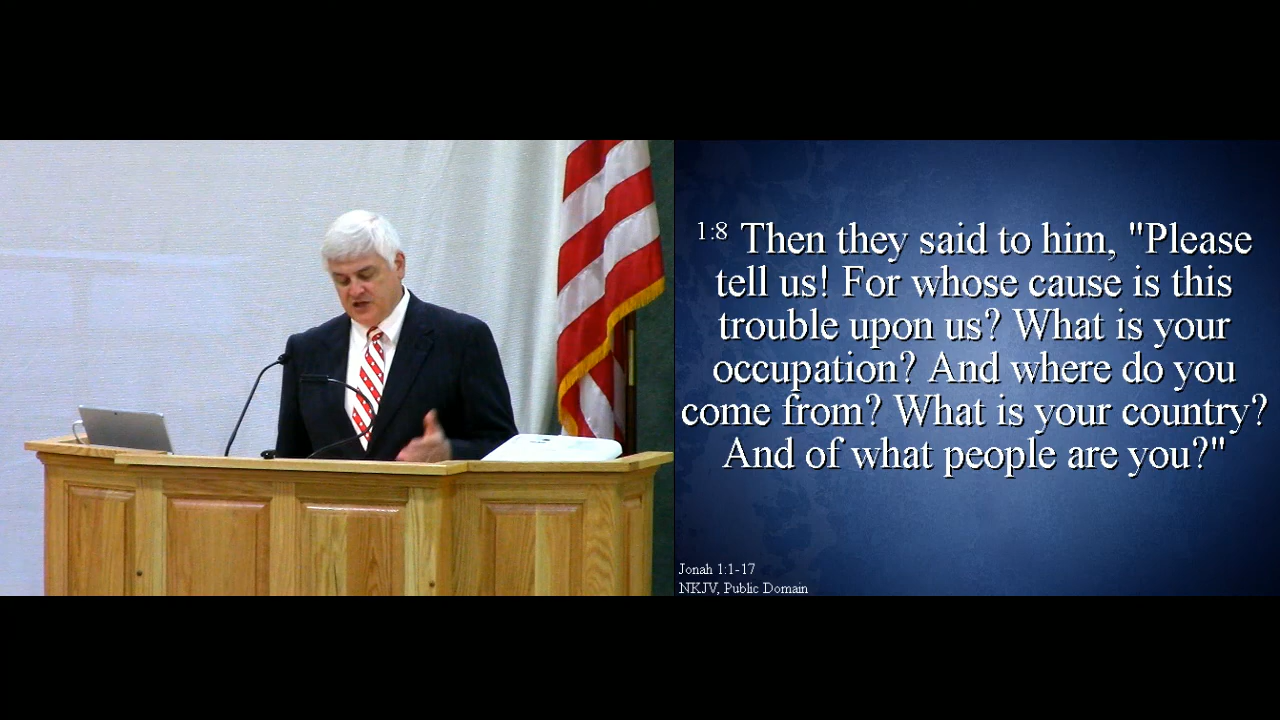 1:8 Then they said to him, "Please
tell us! For whose cause is this
trouble upon us? What is your
occupation? And where do you
come from? What is your country?
And of what people are you?"
Jonah 1:1-17
NKJV, Public Domain